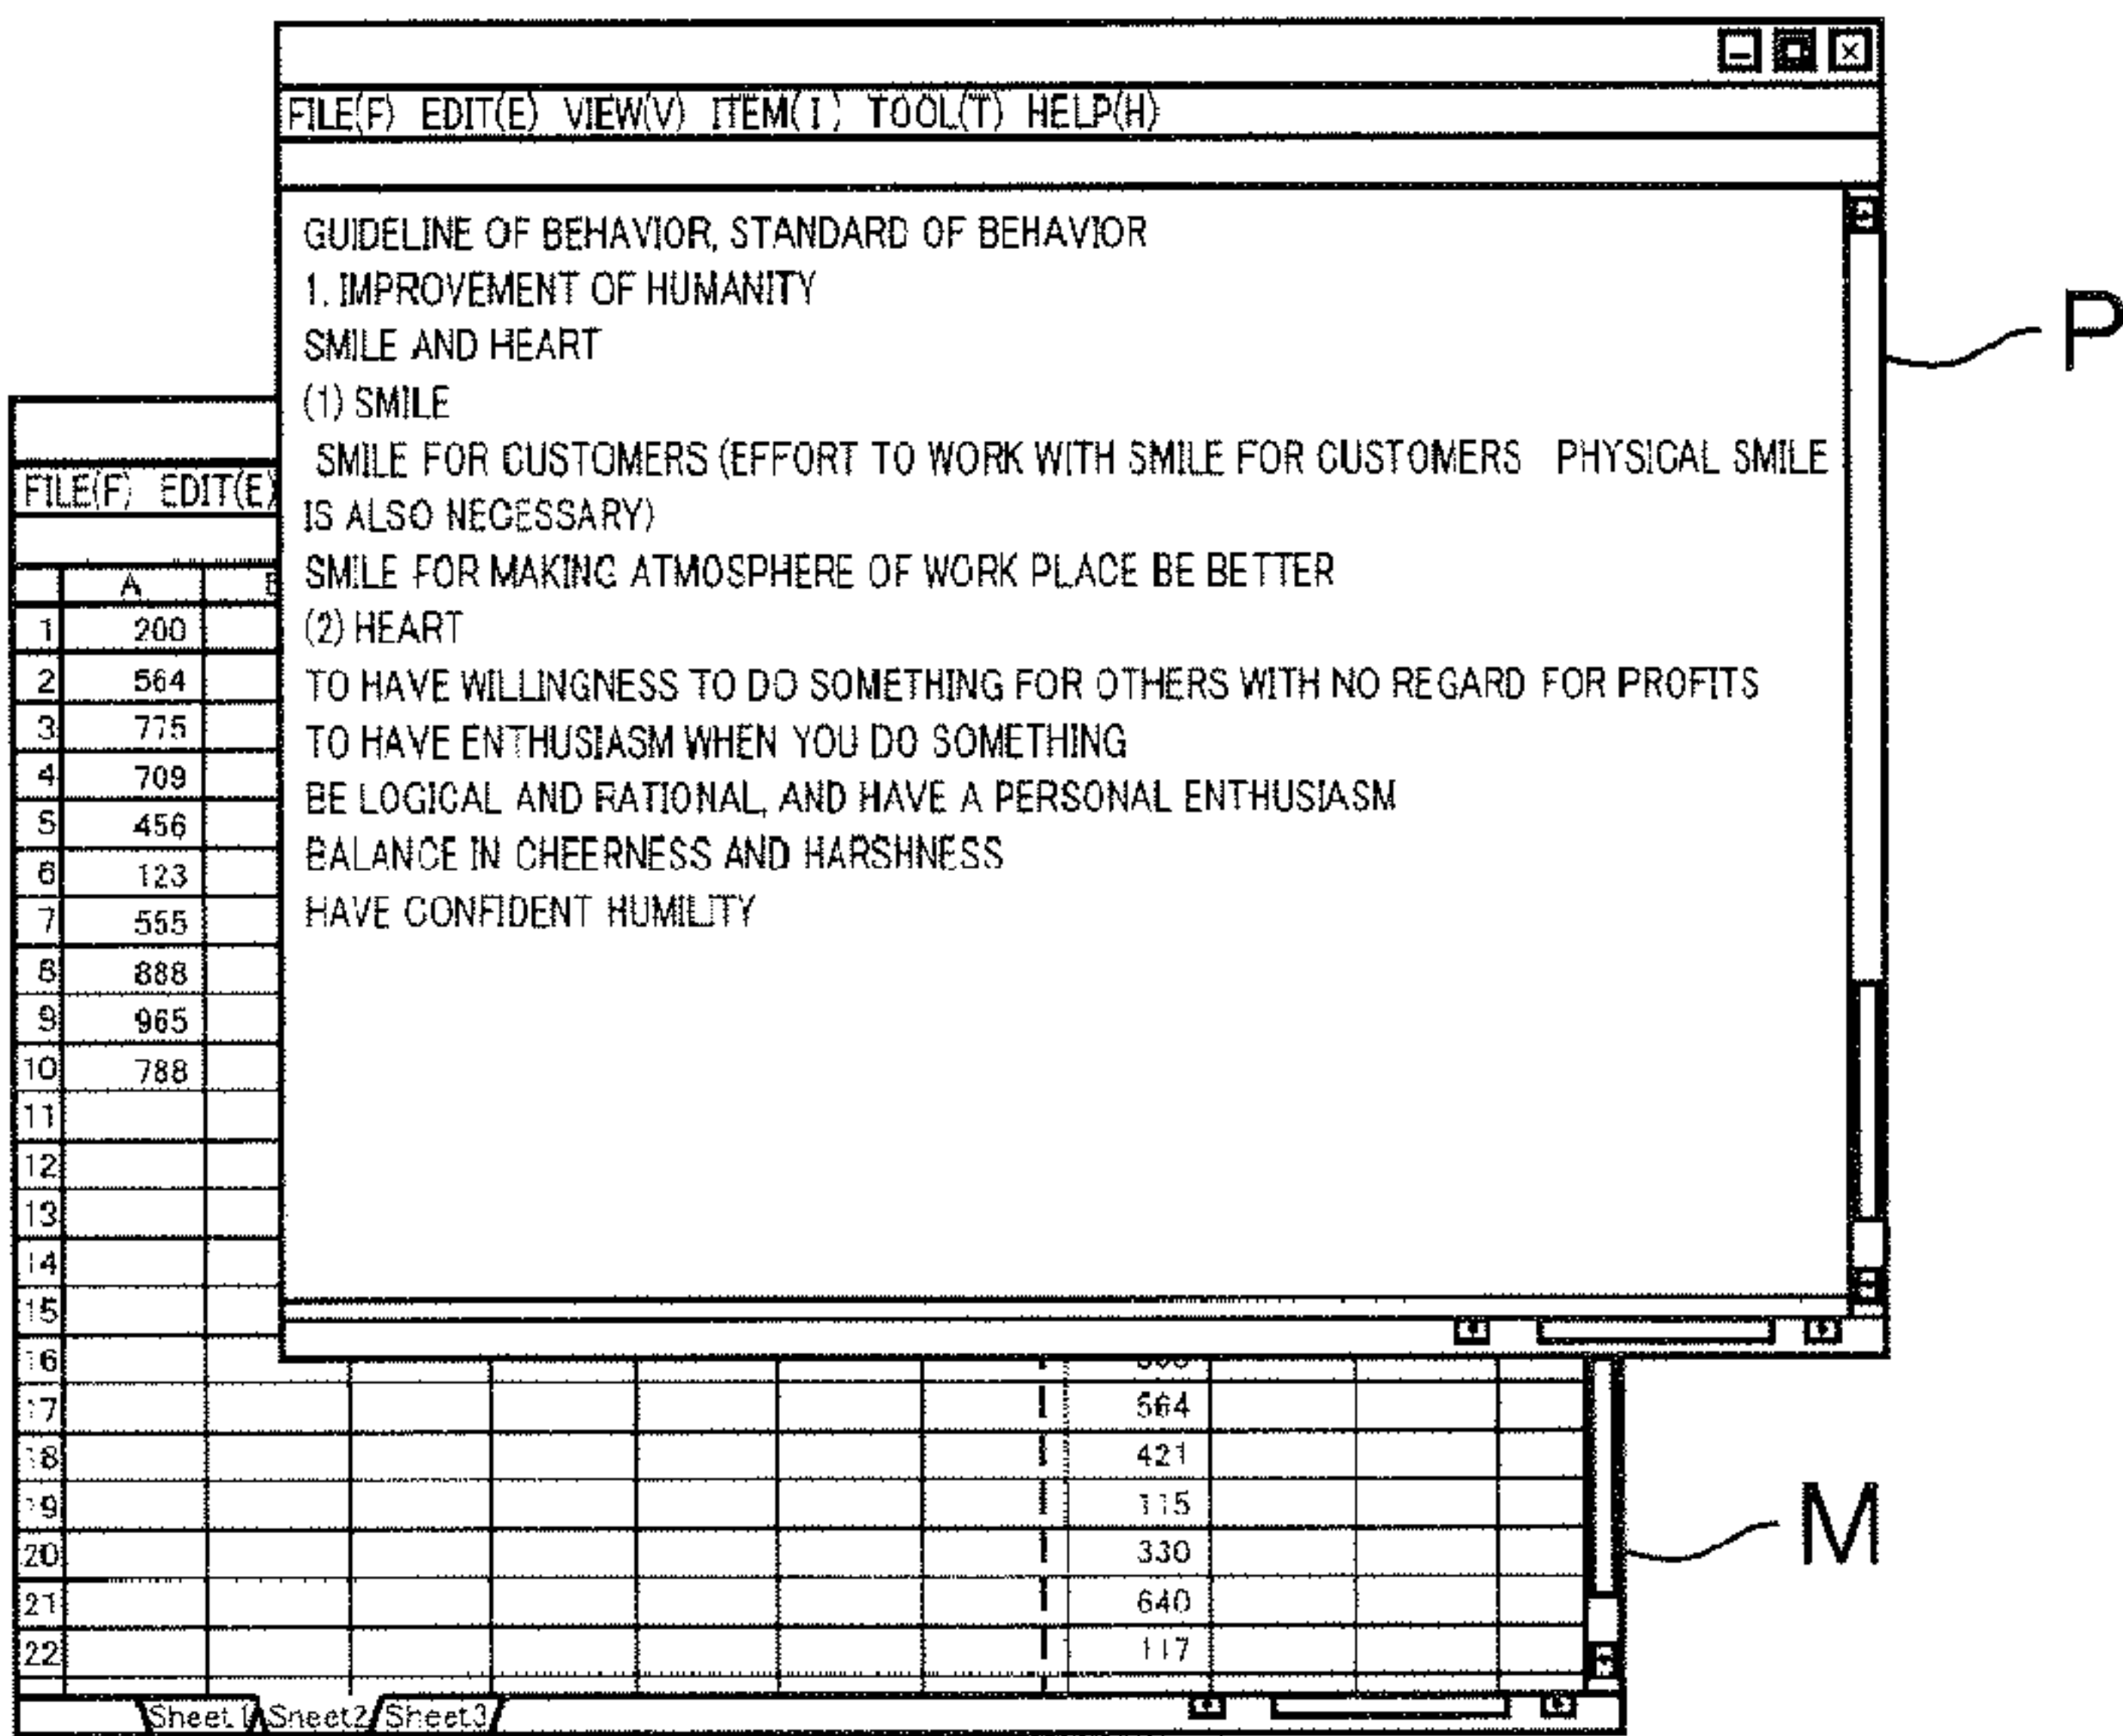 FILE(F) EDIT(E) VIEW(V) ITEM(I) TOOL(T) HELP(H)
GUIDELINE OF BEHAVIOR, STANDARD OF BEHAVIOR
1. IMPROVEMENT OF HUMANITY
SMILE AND HEART
(1) SMILE
SMILE FOR CUSTOMERS (EFFORT TO WORK WITH SMILE FOR CUSTOMERS PHYSICAL SMILE
IS ALSO NECESSARY)
SMILE FOR MAKING ATMOSPHERE OF WORK PLACE BE BETTER
(2) HEART
TO HAVE WILLINGNESS TO DO SOMETHING FOR OTHERS WITH NO REGARD FOR PROFITS
TO HAVE ENTHUSIASM WHEN YOU DO SOMETHING
BE LOGICAL AND RATIONAL, AND HAVE A PERSONAL ENTHUSIASM
BALANCE IN CHEERNESS AND HARSHNESS
HAVE CONFIDENT HUMILITY
P
FILE(F) EDIT(E)
A
1 200
2 564
3 775
4 709
5 456
6 123
7 555
8 888
9 965
10 788
11
12
13
14
15
16
17 564
18 421
19 115
20 330
21 640
22 117
M
Sheet1 Sheet2 Sheet3